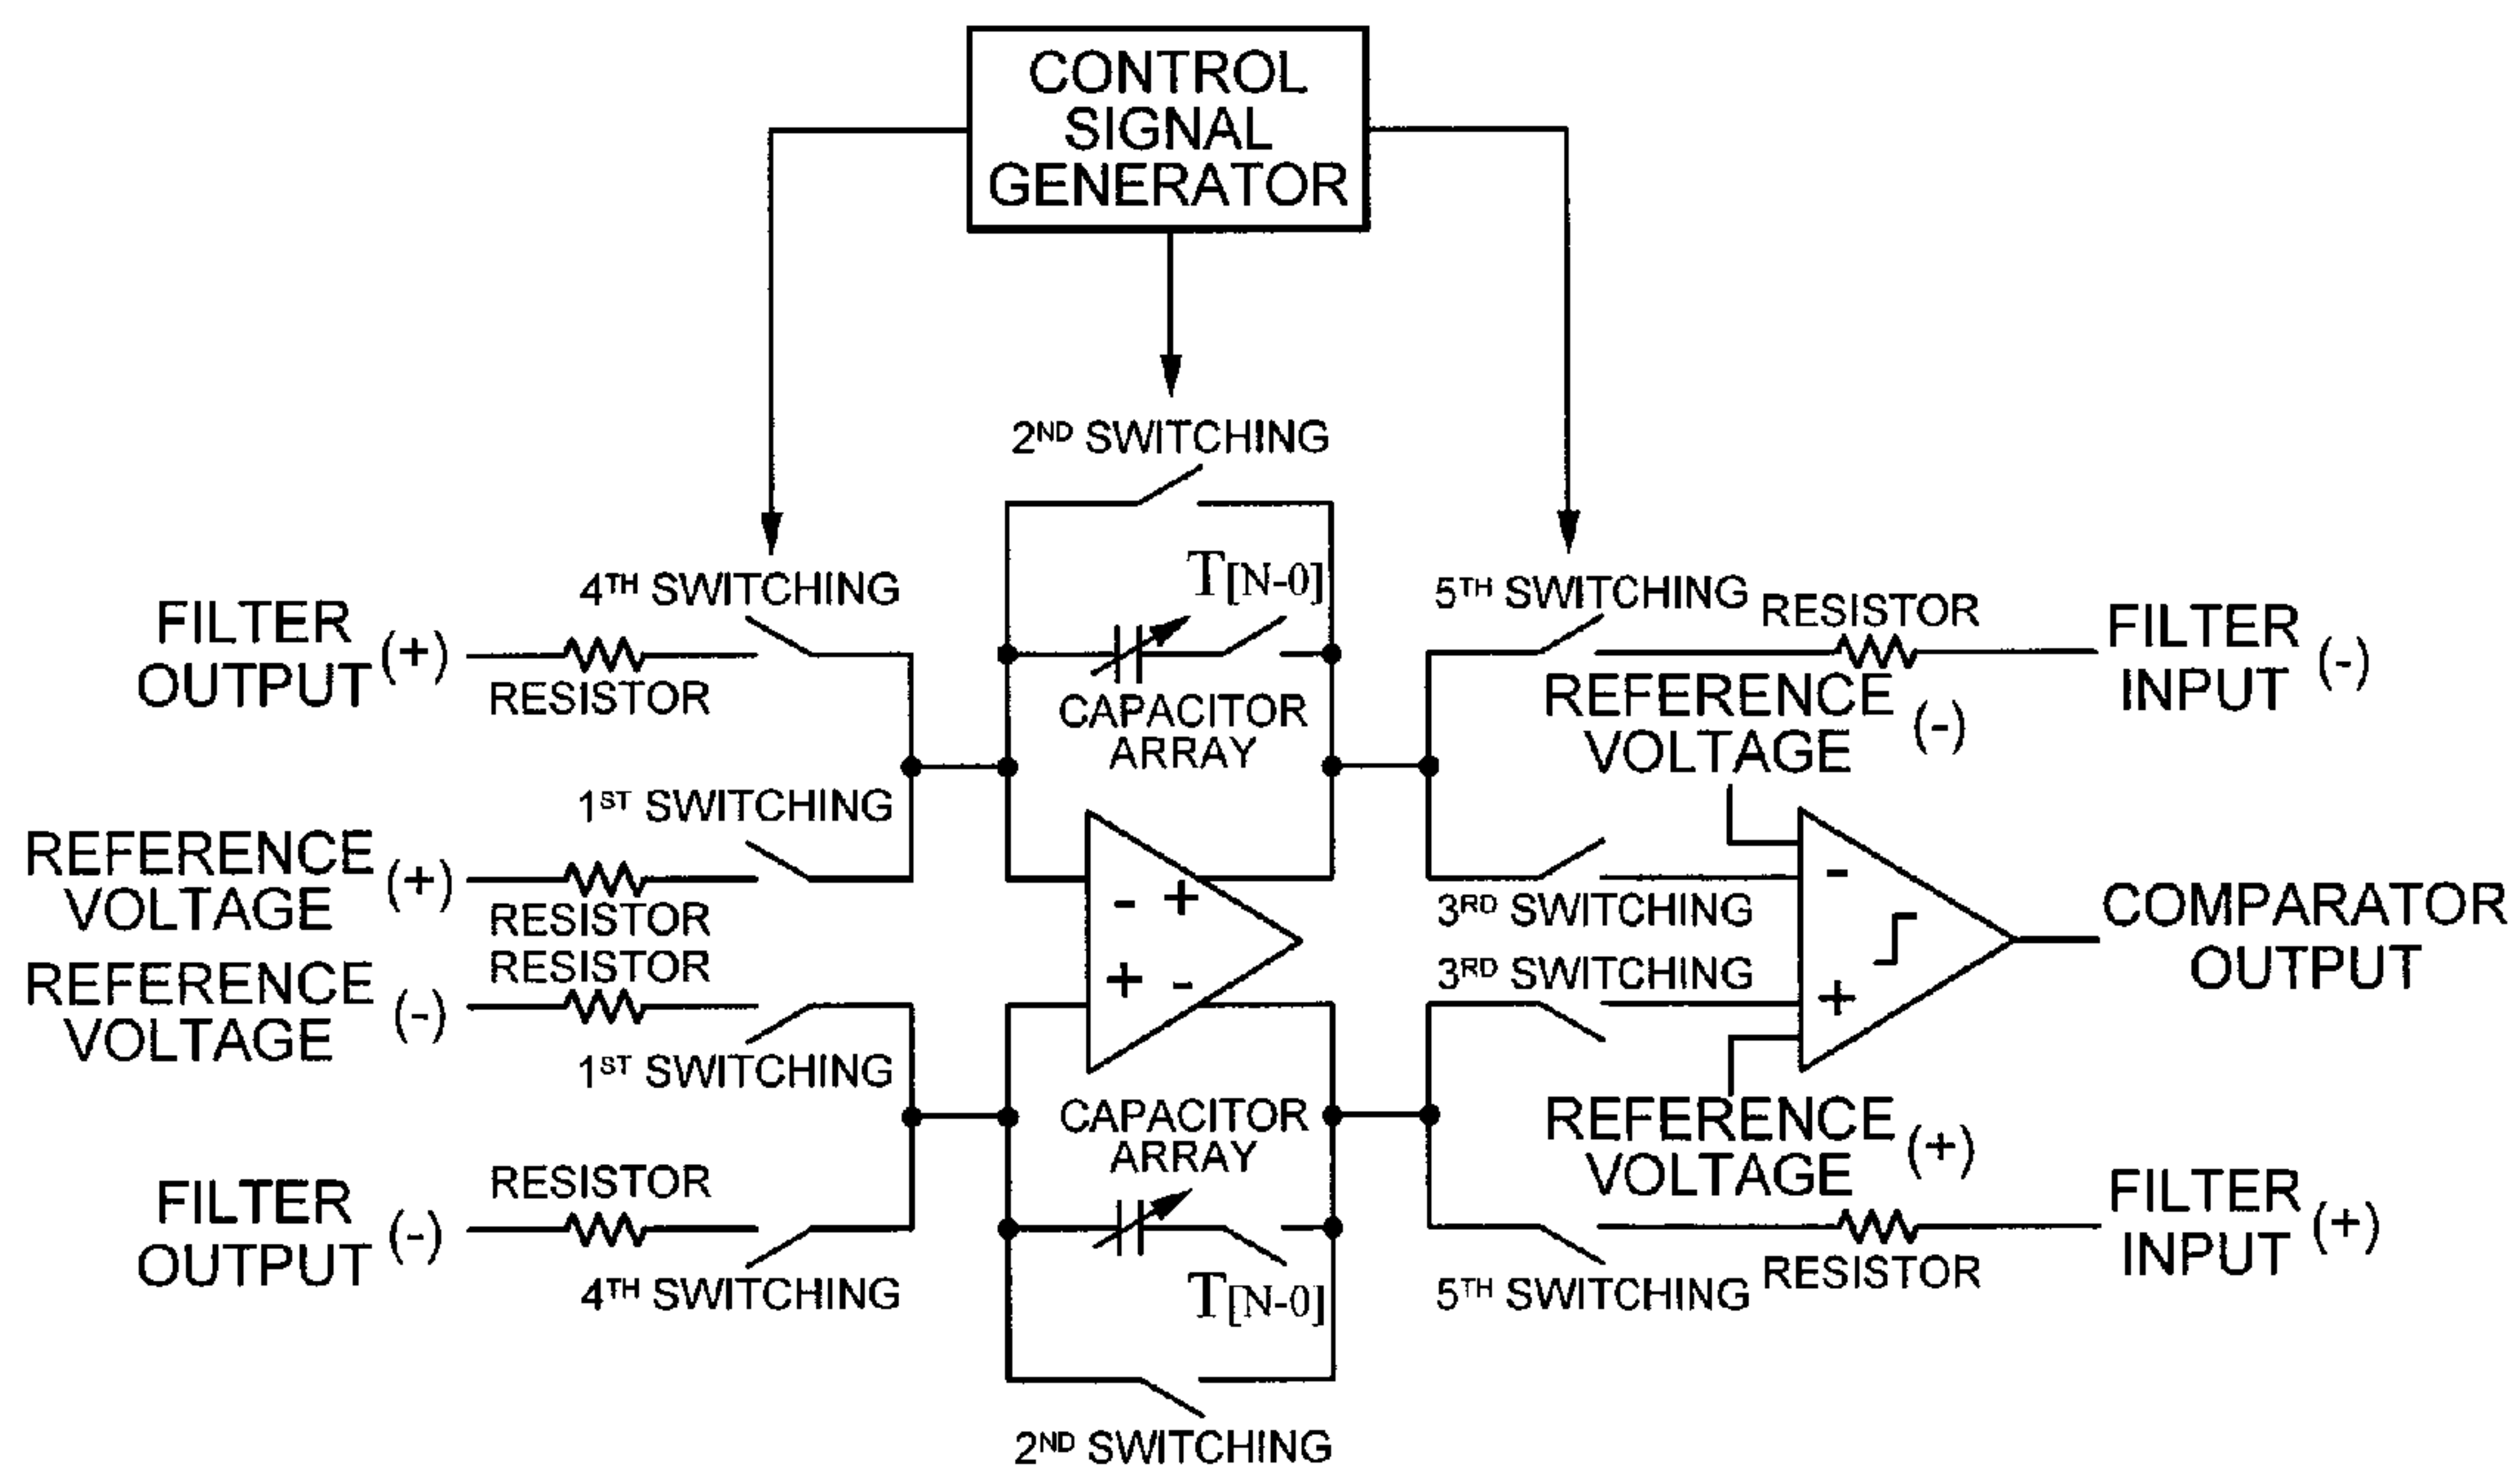 CONTROL
SIGNAL
GENERATOR
2ND SWITCHING
T[N-0]
4TH SWITCHING
5TH SWITCHING
RESISTOR
FILTER
OUTPUT (+)
RESISTOR
FILTER
INPUT (-)
CAPACITOR
ARRAY
REFERENCE
VOLTAGE (-)
1ST SWITCHING
REFERENCE
VOLTAGE (+)
RESISTOR
- +
+ -
3RD SWITCHING
-
COMPARATOR
OUTPUT
RESISTOR
REFERENCE
VOLTAGE (-)
3RD SWITCHING
+
1ST SWITCHING
CAPACITOR
ARRAY
REFERENCE
VOLTAGE (+)
RESISTOR
FILTER
OUTPUT (-)
4TH SWITCHING
T[N-0]
5TH SWITCHING
RESISTOR
FILTER
INPUT (+)
2ND SWITCHING